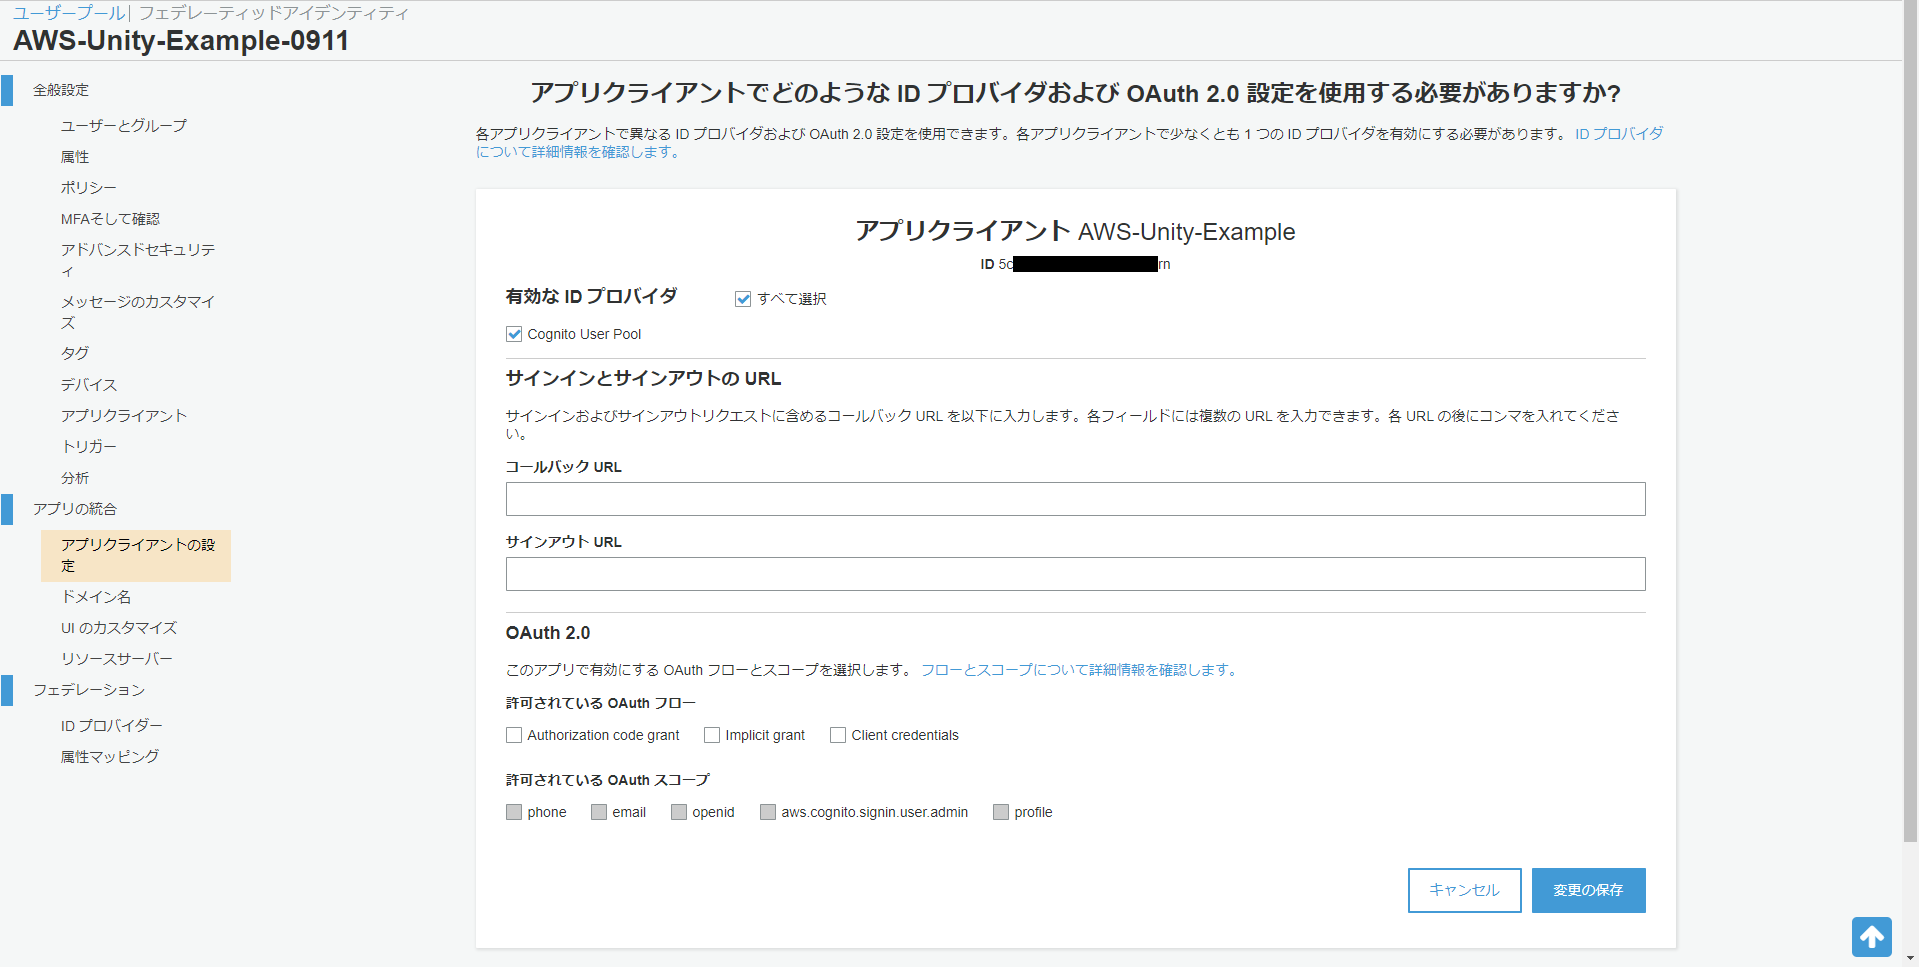 ユーザープール| フェデレーティッドアイデンティティ
AWS-Unity-Example-0911
全般設定
ユーザーとグループ
属性
ポリシー
MFAそして確認
アドバンスドセキュリテ
ィ
メッセージのカスタマイ
ズ
タグ
デバイス
アプリクライアント
トリガー
分析
アプリの統合
アプリクライアントの設
定
ドメイン名
UI のカスタマイズ
リソースサーバー
フェデレーション
ID プロバイダー
属性マッピング
アプリクライアントでどのような ID プロバイダおよび OAuth 2.0 設定を使用する必要がありますか?
各アプリクライアントで異なる ID プロバイダおよび OAuth 2.0 設定を使用できます。各アプリクライアントで少なくとも 1 つの ID プロバイダを有効にする必要があります。 ID プロバイダ
について詳細情報を確認します。
アプリクライアント AWS-Unity-Example
ID 5c rn
有効な ID プロバイダ すべて選択
Cognito User Pool
サインインとサインアウトの URL
サインインおよびサインアウトリクエストに含めるコールバック URL を以下に入力します。各フィールドには複数の URL を入力できます。各 URL の後にコンマを入れてくださ
い。
コールバック URL
サインアウト URL
OAuth 2.0
このアプリで有効にする OAuth フローとスコープを選択します。 フローとスコープについて詳細情報を確認します。
許可されている OAuth フロー
Authorization code grant Implicit grant Client credentials
許可されている OAuth スコープ
phone email openid aws.cognito.signin.user.admin profile
キャンセル 変更の保存